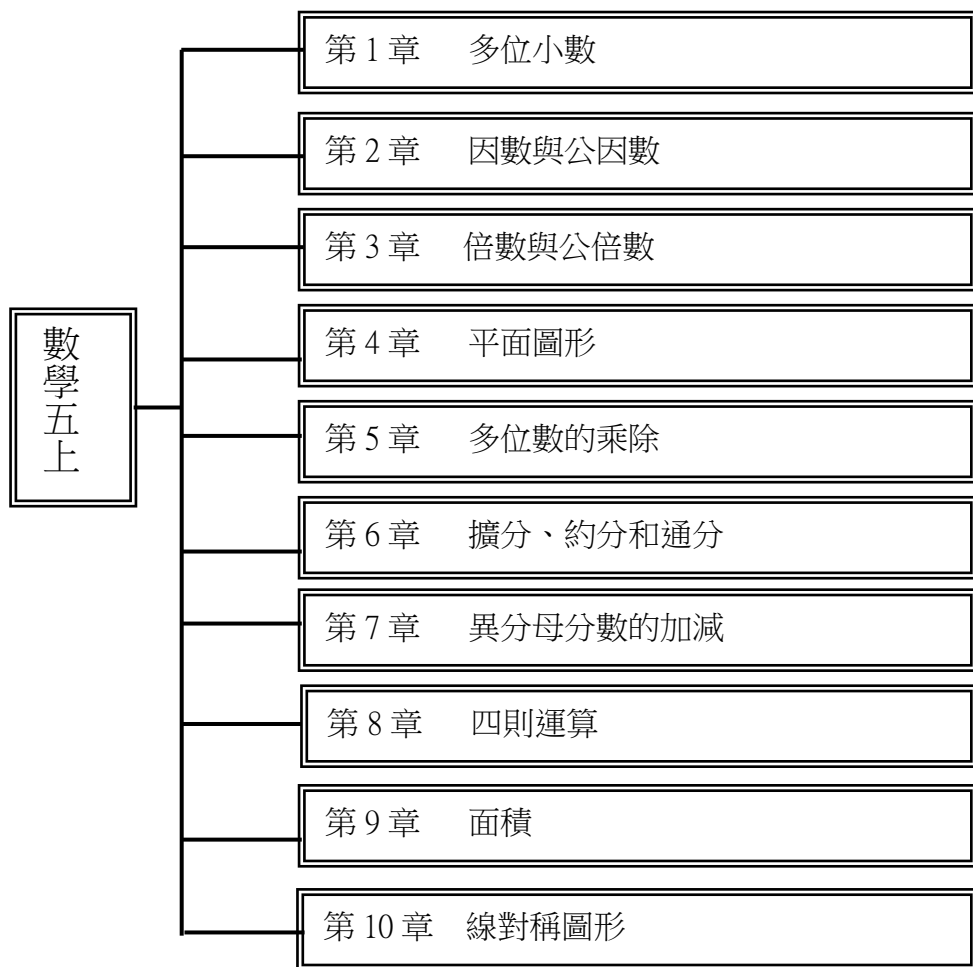 數學五上
第1章 多位小數
第2章 因數與公因數
第3章 倍數與公倍數
第4章 平面圖形
第5章 多位數的乘除
第6章 擴分、約分和通分
第7章 異分母分數的加減
第8章 四則運算
第9章 面積
第10章 線對稱圖形